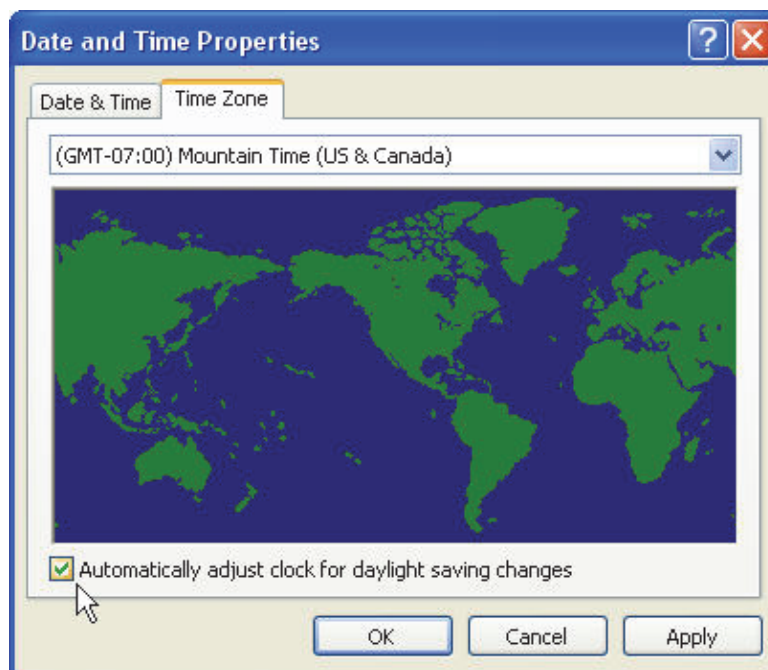 Date and Time Properties
Date & Time
Time Zone
(GMT-07:00) Mountain Time (US & Canada)
Automatically adjust clock for daylight saving changes
OK
Cancel
Apply